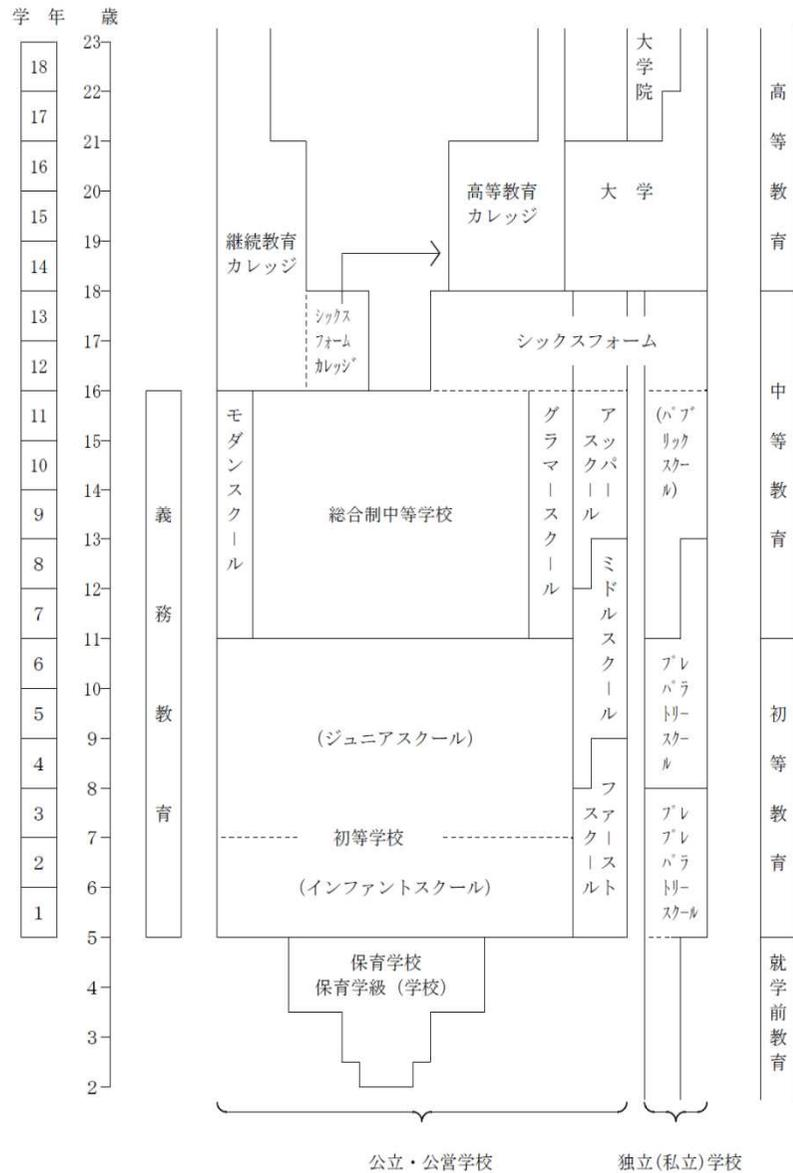 学年 歳
23
18
22
17
21
16
20
15
19
14
18
13
17
12
16
11
15
10
14
9
13
8
12
7
11
6
10
5
9
4
8
3
7
2
6
1
5
4
3
2
義務教育
継続教育
カレッジ
シックス
フォーム
カレッジ
高等教育
カレッジ
大学院
大学
シックスフォーム
モダンスクール
総合制中等学校
グラマースクール
アッパー
スクール
ミドルスクール
(パブ
リック
スクー
ル)
(ジュニアスクール)
初等学校
(インファントスクール)
ファースト
スクール
プレ
パラ
トリー
スクー
ル
プレ
プレ
パラ
トリー
スクール
保育学校
保育学級(学校)
高等教育
中等教育
初等教育
就学前教育
公立・公営学校
独立(私立)学校